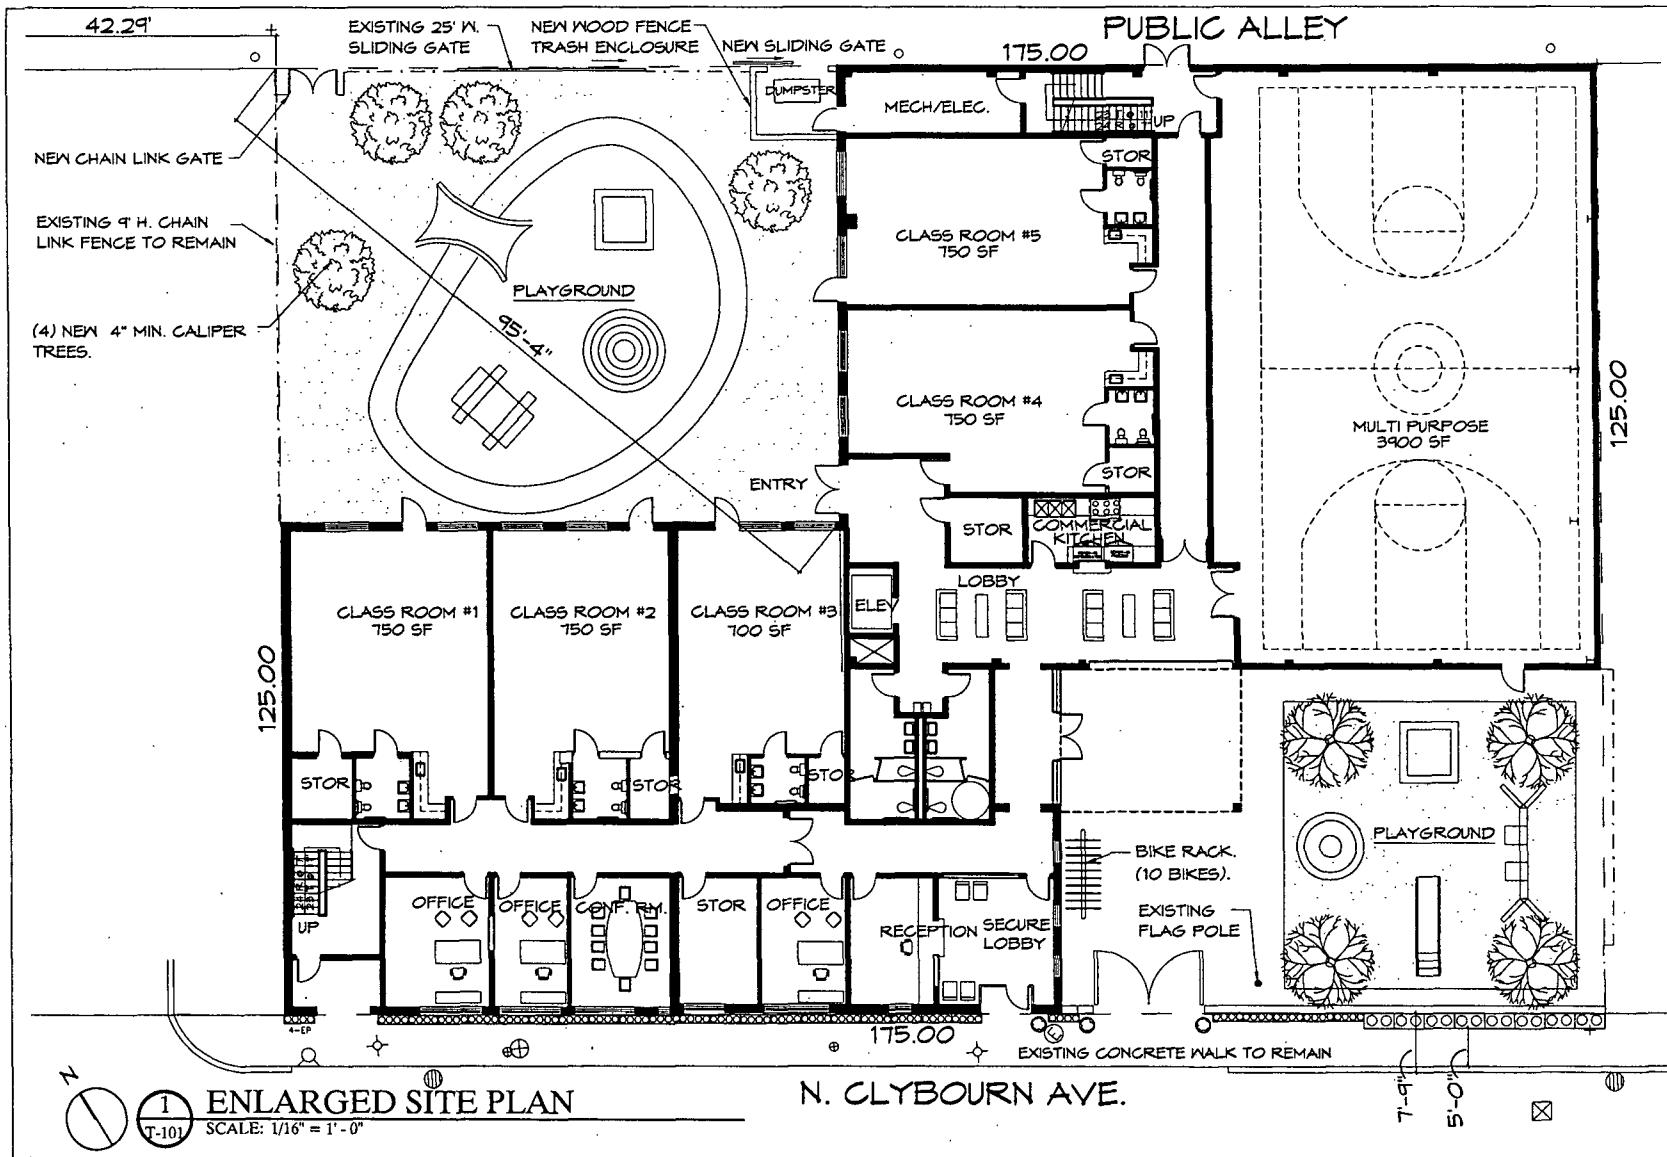 42.29'
EXISTING 25' W.
SLIDING GATE
NEW WOOD FENCE
TRASH ENCLOSURE
NEW SLIDING GATE
175.00
PUBLIC ALLEY
DUMPSTER
MECH/ELEC.
UP
NEW CHAIN LINK GATE
STOR
EXISTING 9' H. CHAIN
LINK FENCE TO REMAIN
CLASS ROOM #5
750 SF
PLAYGROUND
(4) NEW 4" MIN. CALIPER
TREES.
95'-4"
CLASS ROOM #4
750 SF
MULTI PURPOSE
3900 SF
125.00
STOR
ENTRY
STOR
COMMERCIAL
KITCHEN
LOBBY
ELEV
CLASS ROOM #1
750 SF
CLASS ROOM #2
750 SF
CLASS ROOM #3
700 SF
125.00
STOR
STOR
STOR
PLAYGROUND
BIKE RACK.
(10 BIKES).
UP
OFFICE
OFFICE
CONF. RM.
STOR
OFFICE
RECEPTION
SECURE
LOBBY
EXISTING
FLAG POLE
4-EP
175.00
E
EXISTING CONCRETE WALK TO REMAIN
7'-9"
5'-0"
N. CLYBOURN AVE.
N
1
T-101
ENLARGED SITE PLAN
SCALE: 1/16" = 1'-0"